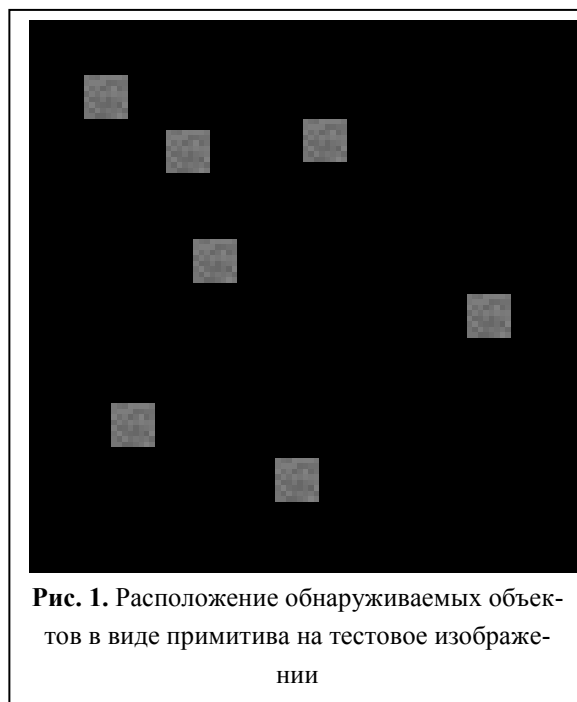 Рис. 1. Расположение обнаруживаемых объек-
тов в виде примитива на тестовое изображе-
нии